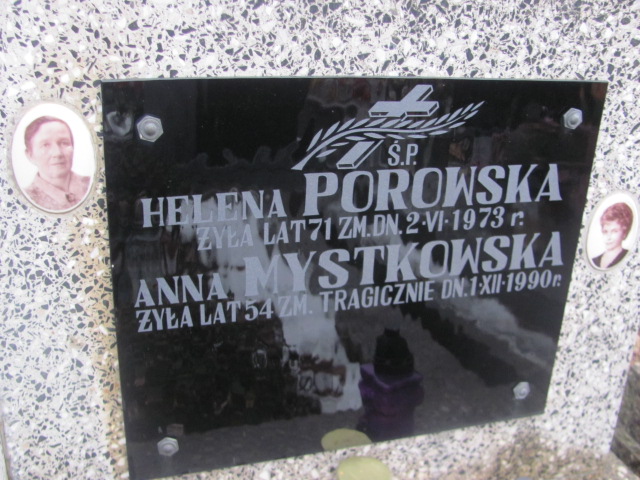 Ś.P.
HELENA POROWSKA
ŻYŁA LAT 71 ZM. DN. 2·VI·1973 r.
ANNA MYSTKOWSKA
ŻYŁA LAT 54 ZM. TRAGICZNIE DN. 1·XII·1990 r.